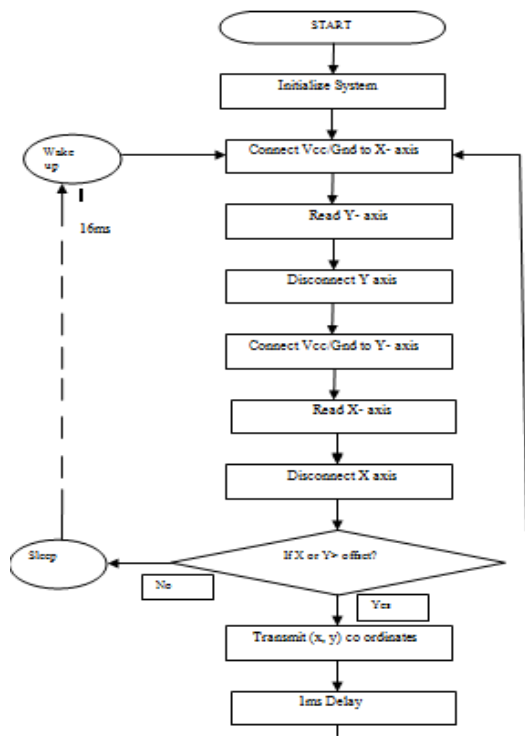 START
Initialize System
Wake
up
Connect Vcc/Gnd to X- axis
16ms
Read Y- axis
Disconnect Y axis
Connect Vcc/Gnd to Y- axis
Read X- axis
Disconnect X axis
Sleep
If X or Y> offset?
No
Yes
Transmit (x, y) co ordinates
1ms Delay